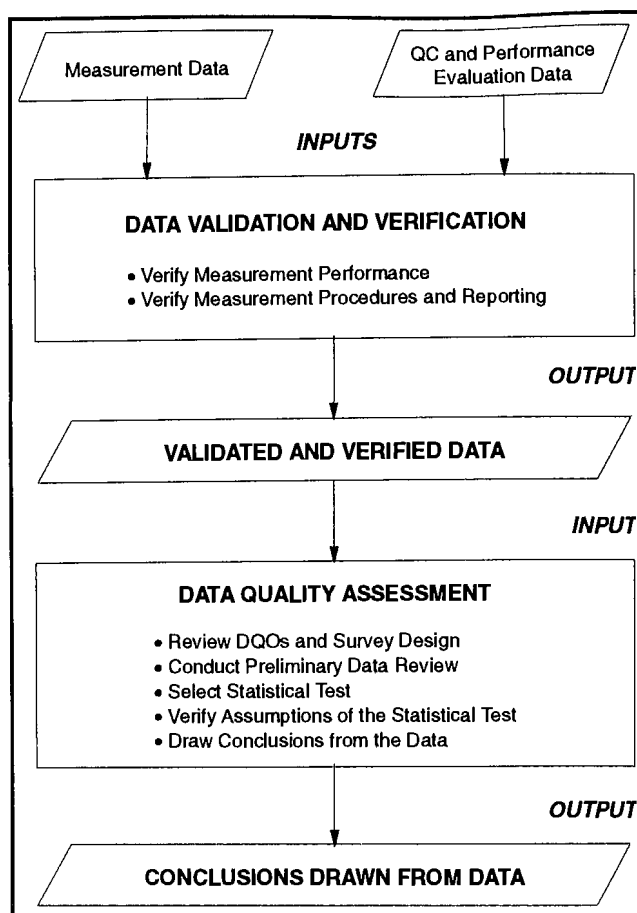 Measurement Data
QC and Performance
Evaluation Data
INPUTS
DATA VALIDATION AND VERIFICATION
• Verify Measurement Performance
• Verify Measurement Procedures and Reporting
OUTPUT
VALIDATED AND VERIFIED DATA
INPUT
DATA QUALITY ASSESSMENT
• Review DQOs and Survey Design
• Conduct Preliminary Data Review
• Select Statistical Test
• Verify Assumptions of the Statistical Test
• Draw Conclusions from the Data
OUTPUT
CONCLUSIONS DRAWN FROM DATA